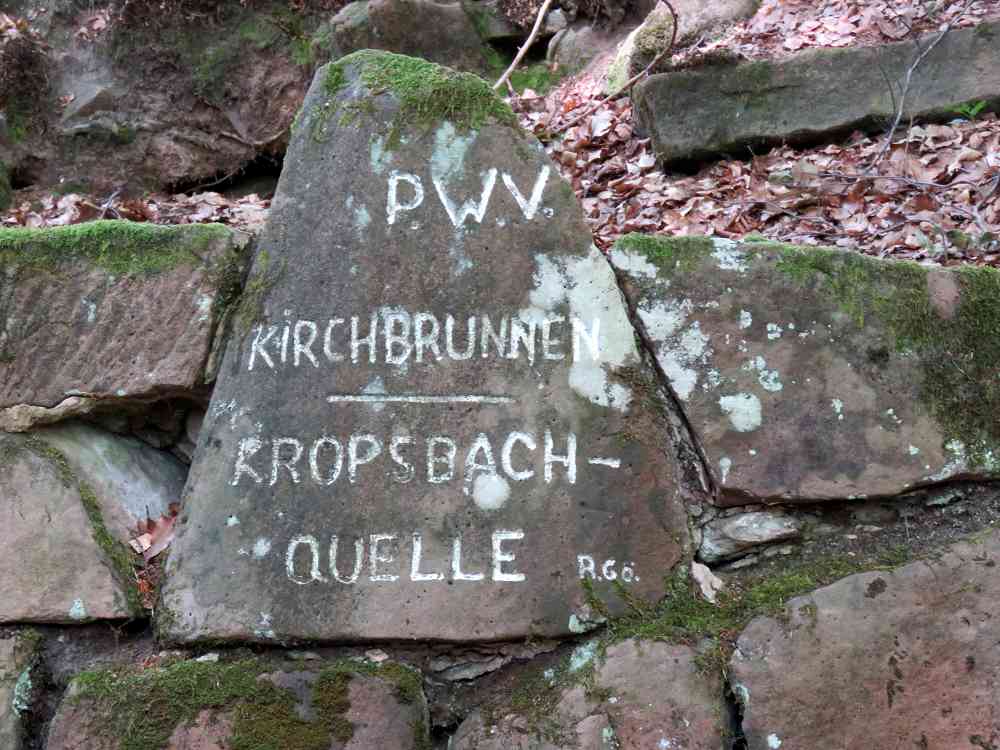 P.W.V.
KIRCHBRUNNEN
KROPSBACH-
QUELLE
R.GÖ.